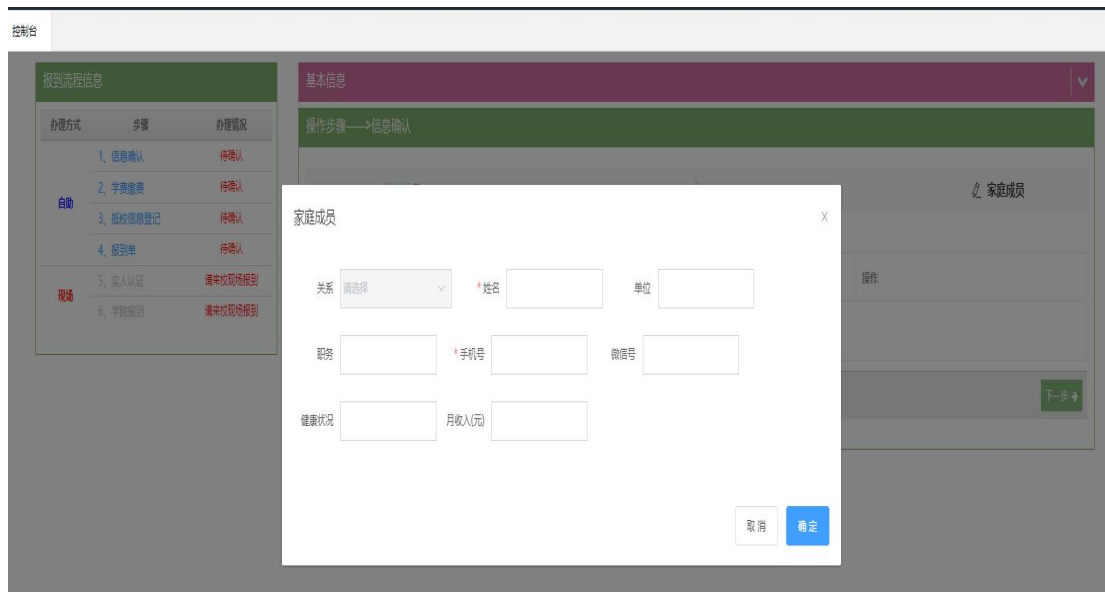 控制台
报到流程信息
办理方式 步骤 办理情况
自助
1、信息确认 待确认
2、学费缴费 待确认
3、抵校信息登记 待确认
4、报到单 待确认
现场
5、实人认证 请来校现场报到
6、学院报到 请来校现场报到
基本信息
操作步骤——>信息确认
家庭成员
操作
下一步
家庭成员 X
关系 请选择 *姓名 单位
职务 *手机号 微信号
健康状况 月收入(元)
取消 确定